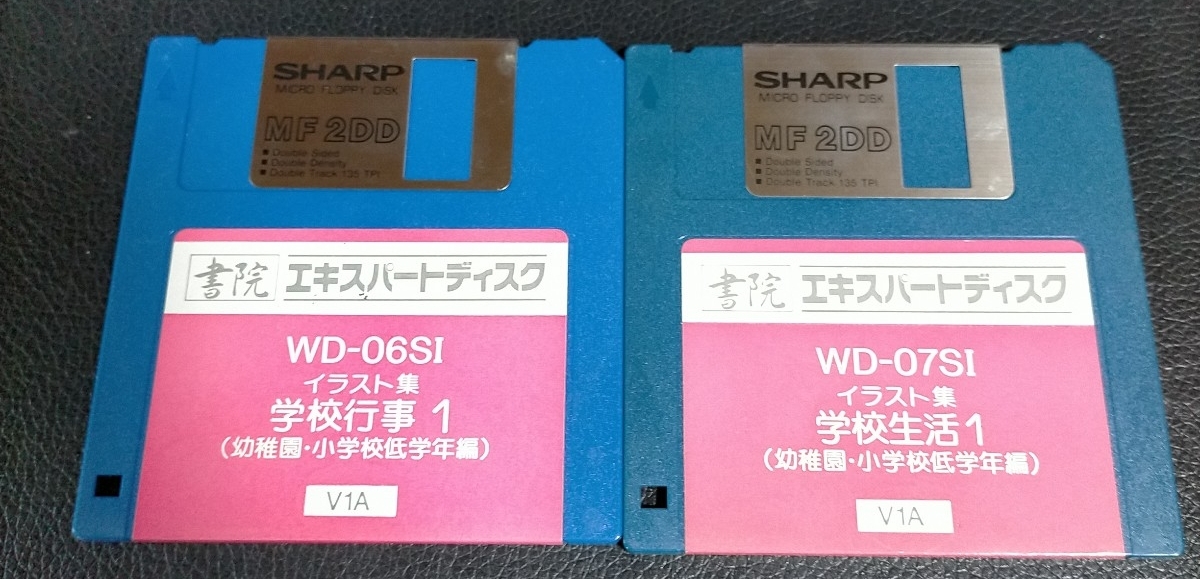 SHARP
MICRO FLOPPY DISK
MF 2DD
■ Double Sided
■ Double Density
■ Double Track 135 TPI
書院 エキスパートディスク
WD-06SI
イラスト集
学校行事 1
(幼稚園・小学校低学年編)
V1A
SHARP
MICRO FLOPPY DISK
MF 2DD
■ Double Sided
■ Double Density
■ Double Track 135 TPI
書院 エキスパートディスク
WD-07SI
イラスト集
学校生活 1
(幼稚園・小学校低学年編)
V1A